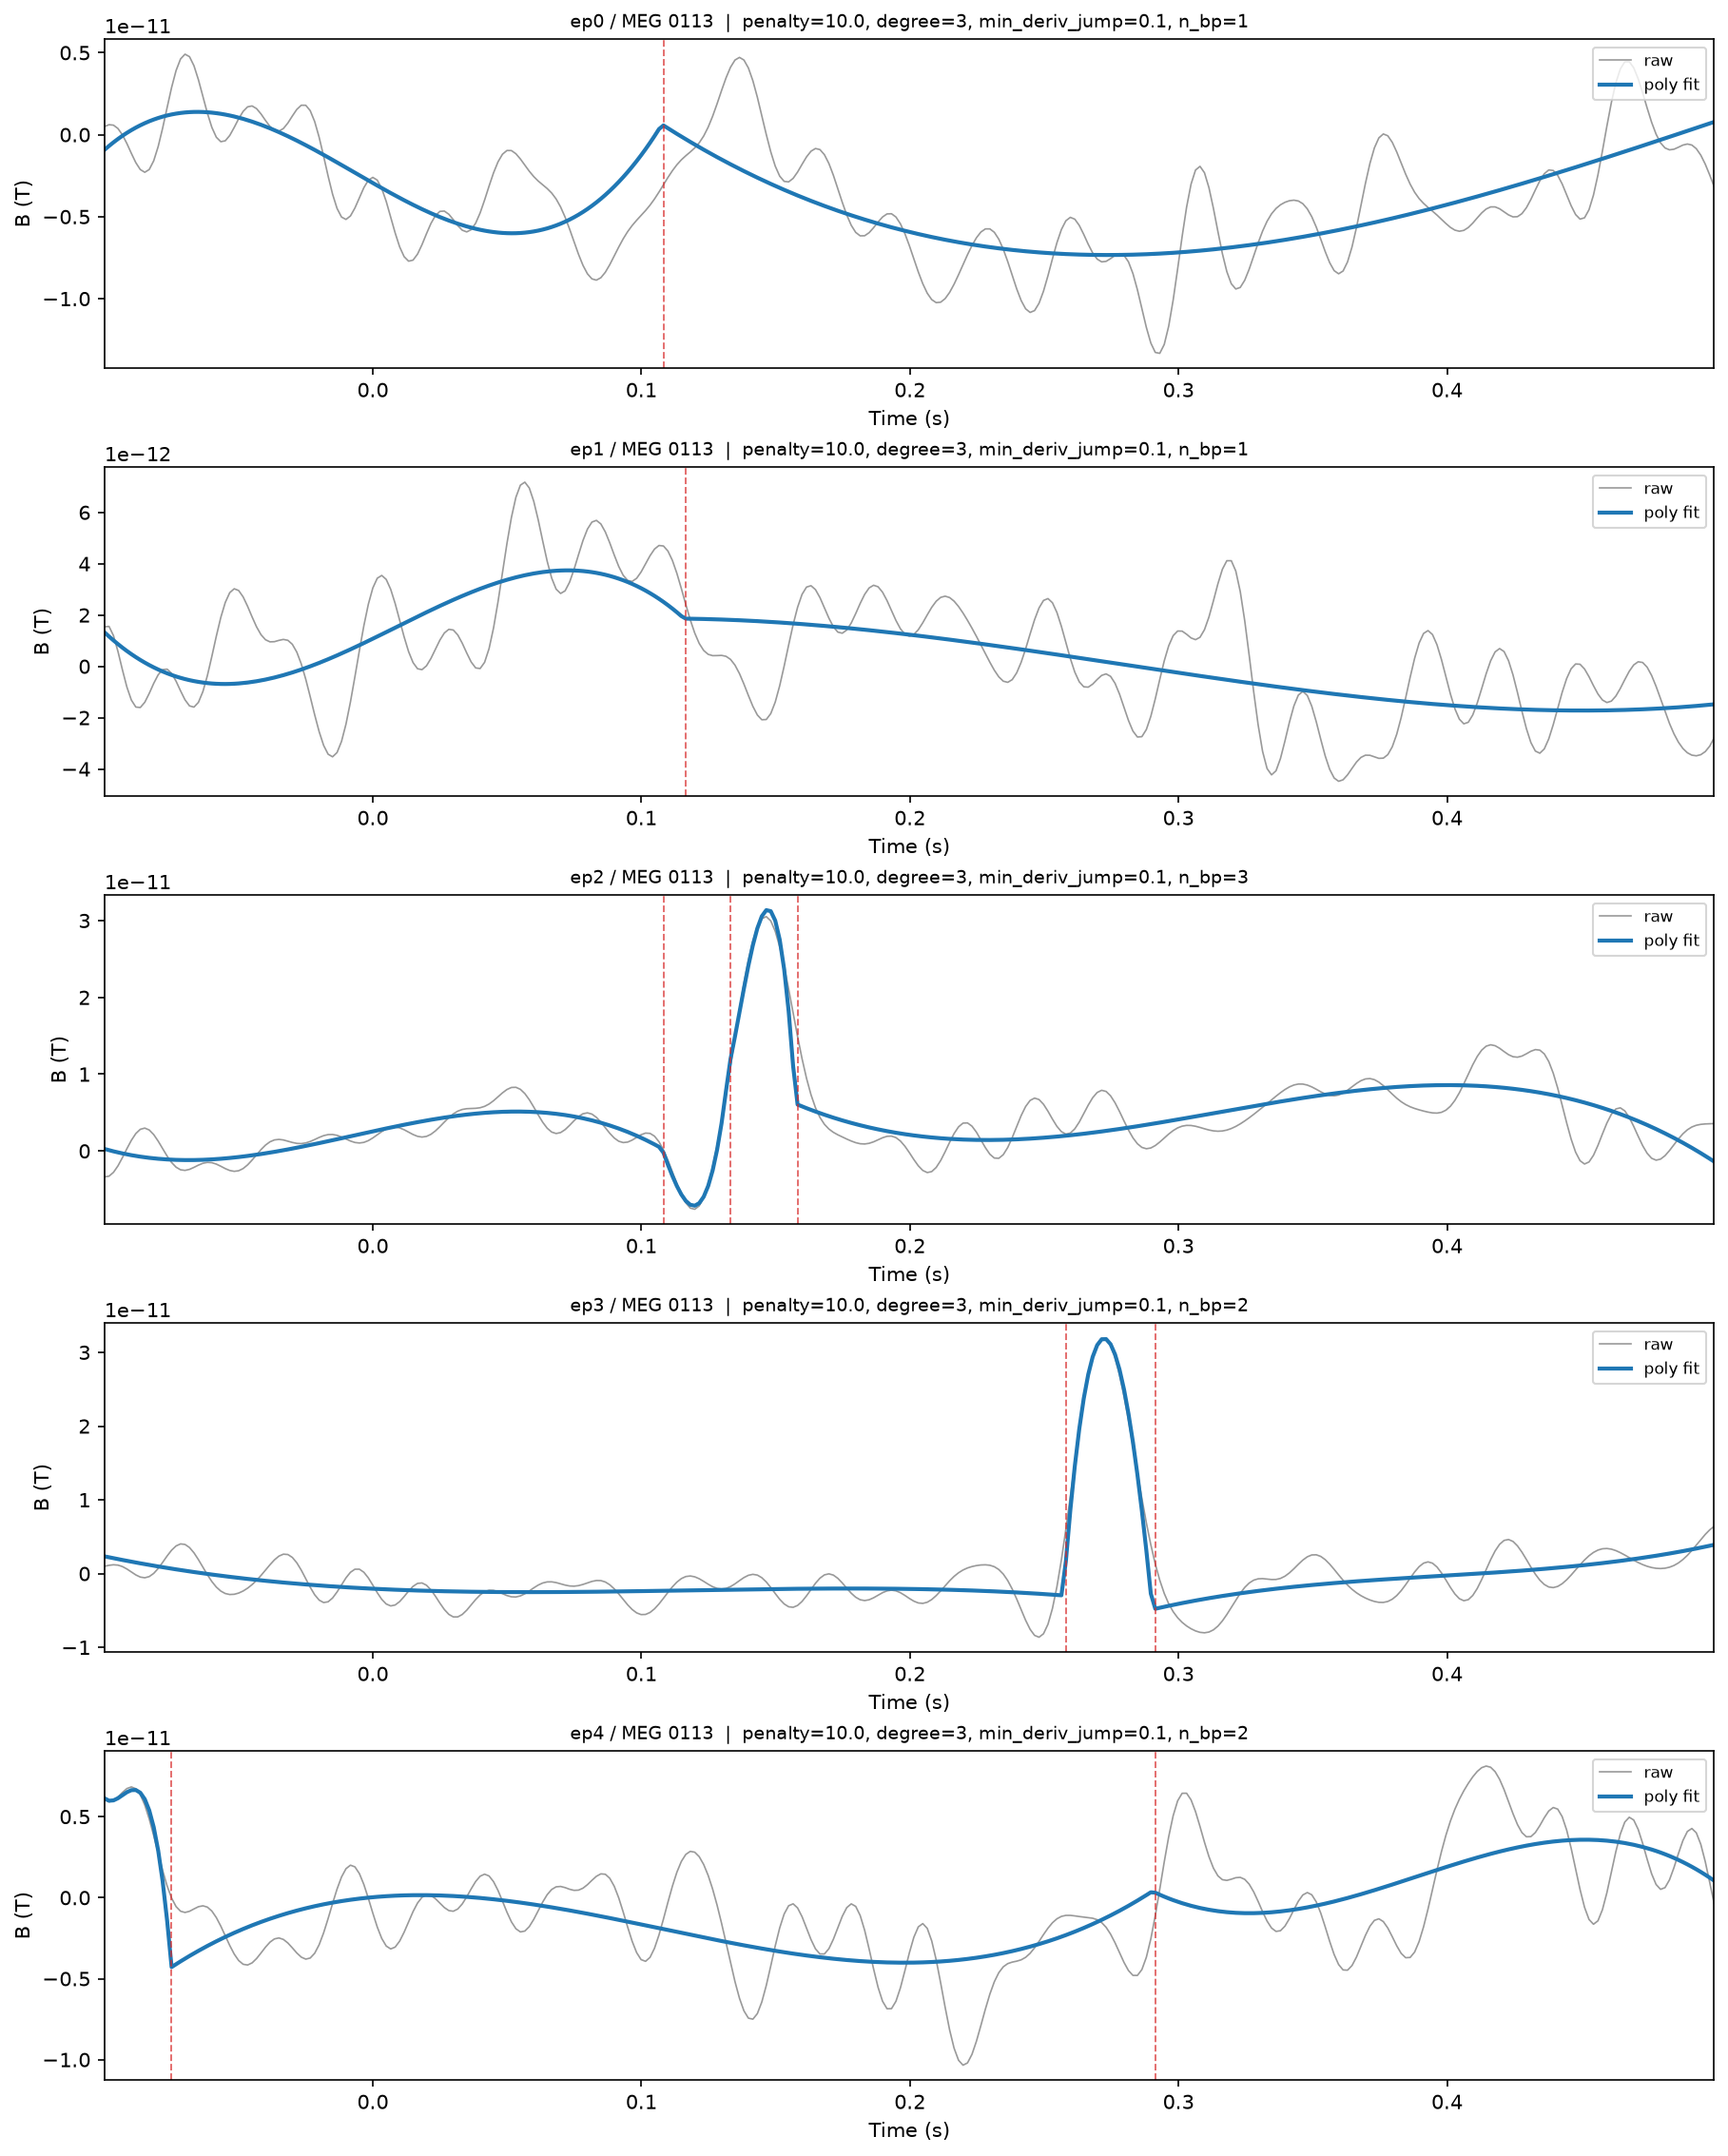 ep0 / MEG 0113 | penalty=10.0, degree=3, min_deriv_jump=0.1, n_bp=1
1e−11
0.5
0.0
−0.5
−1.0
B (T)
raw
poly fit
0.0 0.1 0.2 0.3 0.4
Time (s)
ep1 / MEG 0113 | penalty=10.0, degree=3, min_deriv_jump=0.1, n_bp=1
1e−12
6
4
2
0
−2
−4
B (T)
raw
poly fit
0.0 0.1 0.2 0.3 0.4
Time (s)
ep2 / MEG 0113 | penalty=10.0, degree=3, min_deriv_jump=0.1, n_bp=3
1e−11
3
2
1
0
B (T)
raw
poly fit
0.0 0.1 0.2 0.3 0.4
Time (s)
ep3 / MEG 0113 | penalty=10.0, degree=3, min_deriv_jump=0.1, n_bp=2
1e−11
3
2
1
0
−1
B (T)
raw
poly fit
0.0 0.1 0.2 0.3 0.4
Time (s)
ep4 / MEG 0113 | penalty=10.0, degree=3, min_deriv_jump=0.1, n_bp=2
1e−11
0.5
0.0
−0.5
−1.0
B (T)
raw
poly fit
0.0 0.1 0.2 0.3 0.4
Time (s)